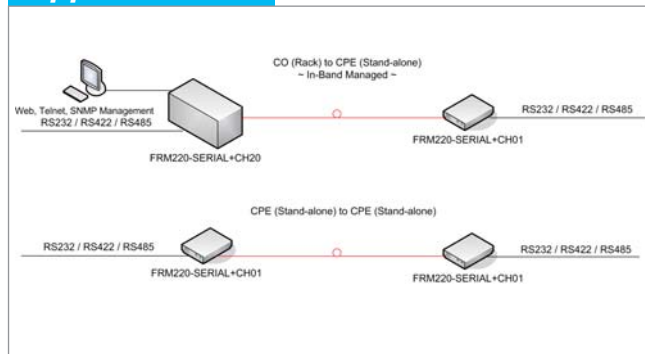 CO (Rack) to CPE (Stand-alone)
~ In-Band Managed ~
Web, Telnet, SNMP Management
RS232 / RS422 / RS485
RS232 / RS422 / RS485
FRM220-SERIAL+CH20
FRM220-SERIAL+CH01
CPE (Stand-alone) to CPE (Stand-alone)
RS232 / RS422 / RS485
RS232 / RS422 / RS485
FRM220-SERIAL+CH01
FRM220-SERIAL+CH01